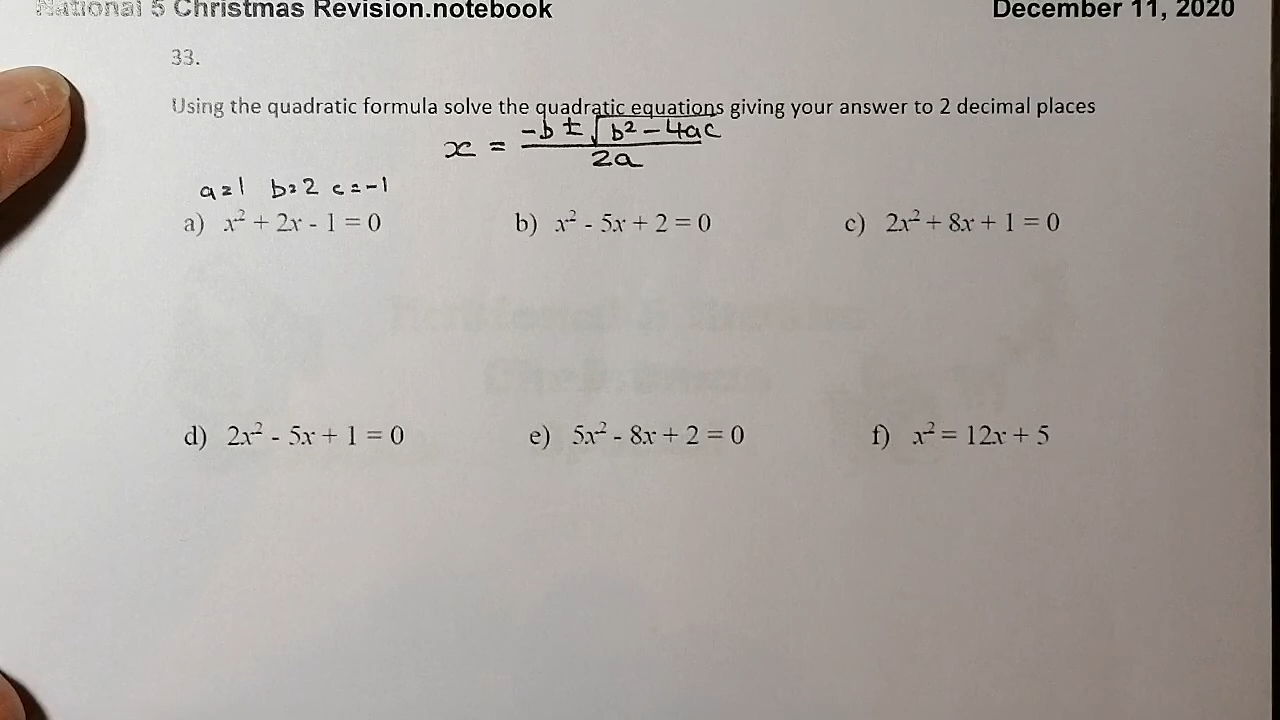 National 5 Christmas Revision.notebook December 11, 2020
33.
Using the quadratic formula solve the quadratic equations giving your answer to 2 decimal places
x = (-b ± √(b² - 4ac)) / 2a
a=1 b=2 c=-1
a) x² + 2x - 1 = 0 b) x² - 5x + 2 = 0 c) 2x² + 8x + 1 = 0
d) 2x² - 5x + 1 = 0 e) 5x² - 8x + 2 = 0 f) x² = 12x + 5